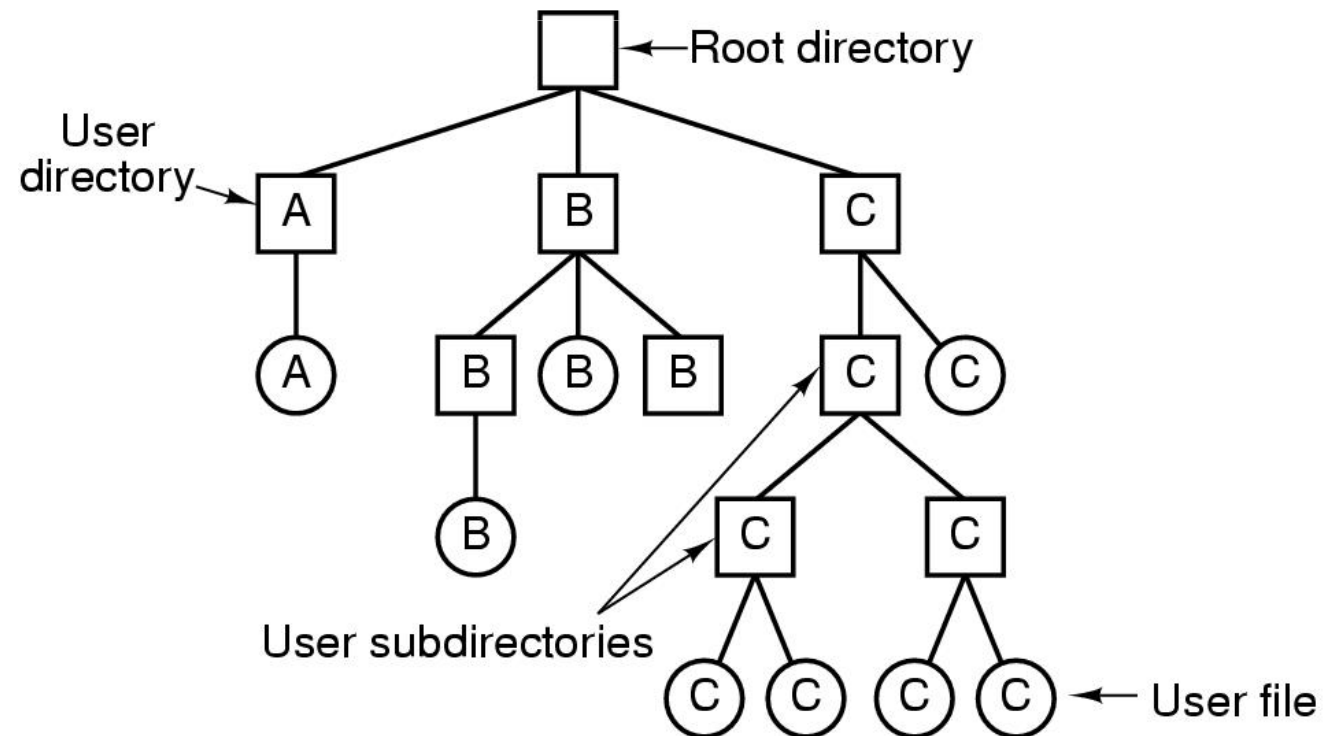 Root directory
User
directory
A
B
C
A
B
B
B
C
C
B
C
C
User subdirectories
C
C
C
C
User file